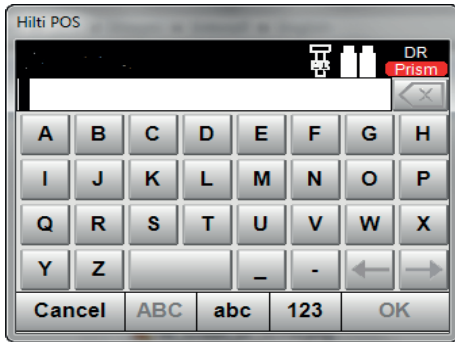 Hilti POS
DR
Prism
A B C D E F G H
I J K L M N O P
Q R S T U V W X
Y Z _ -
Cancel ABC abc 123 OK